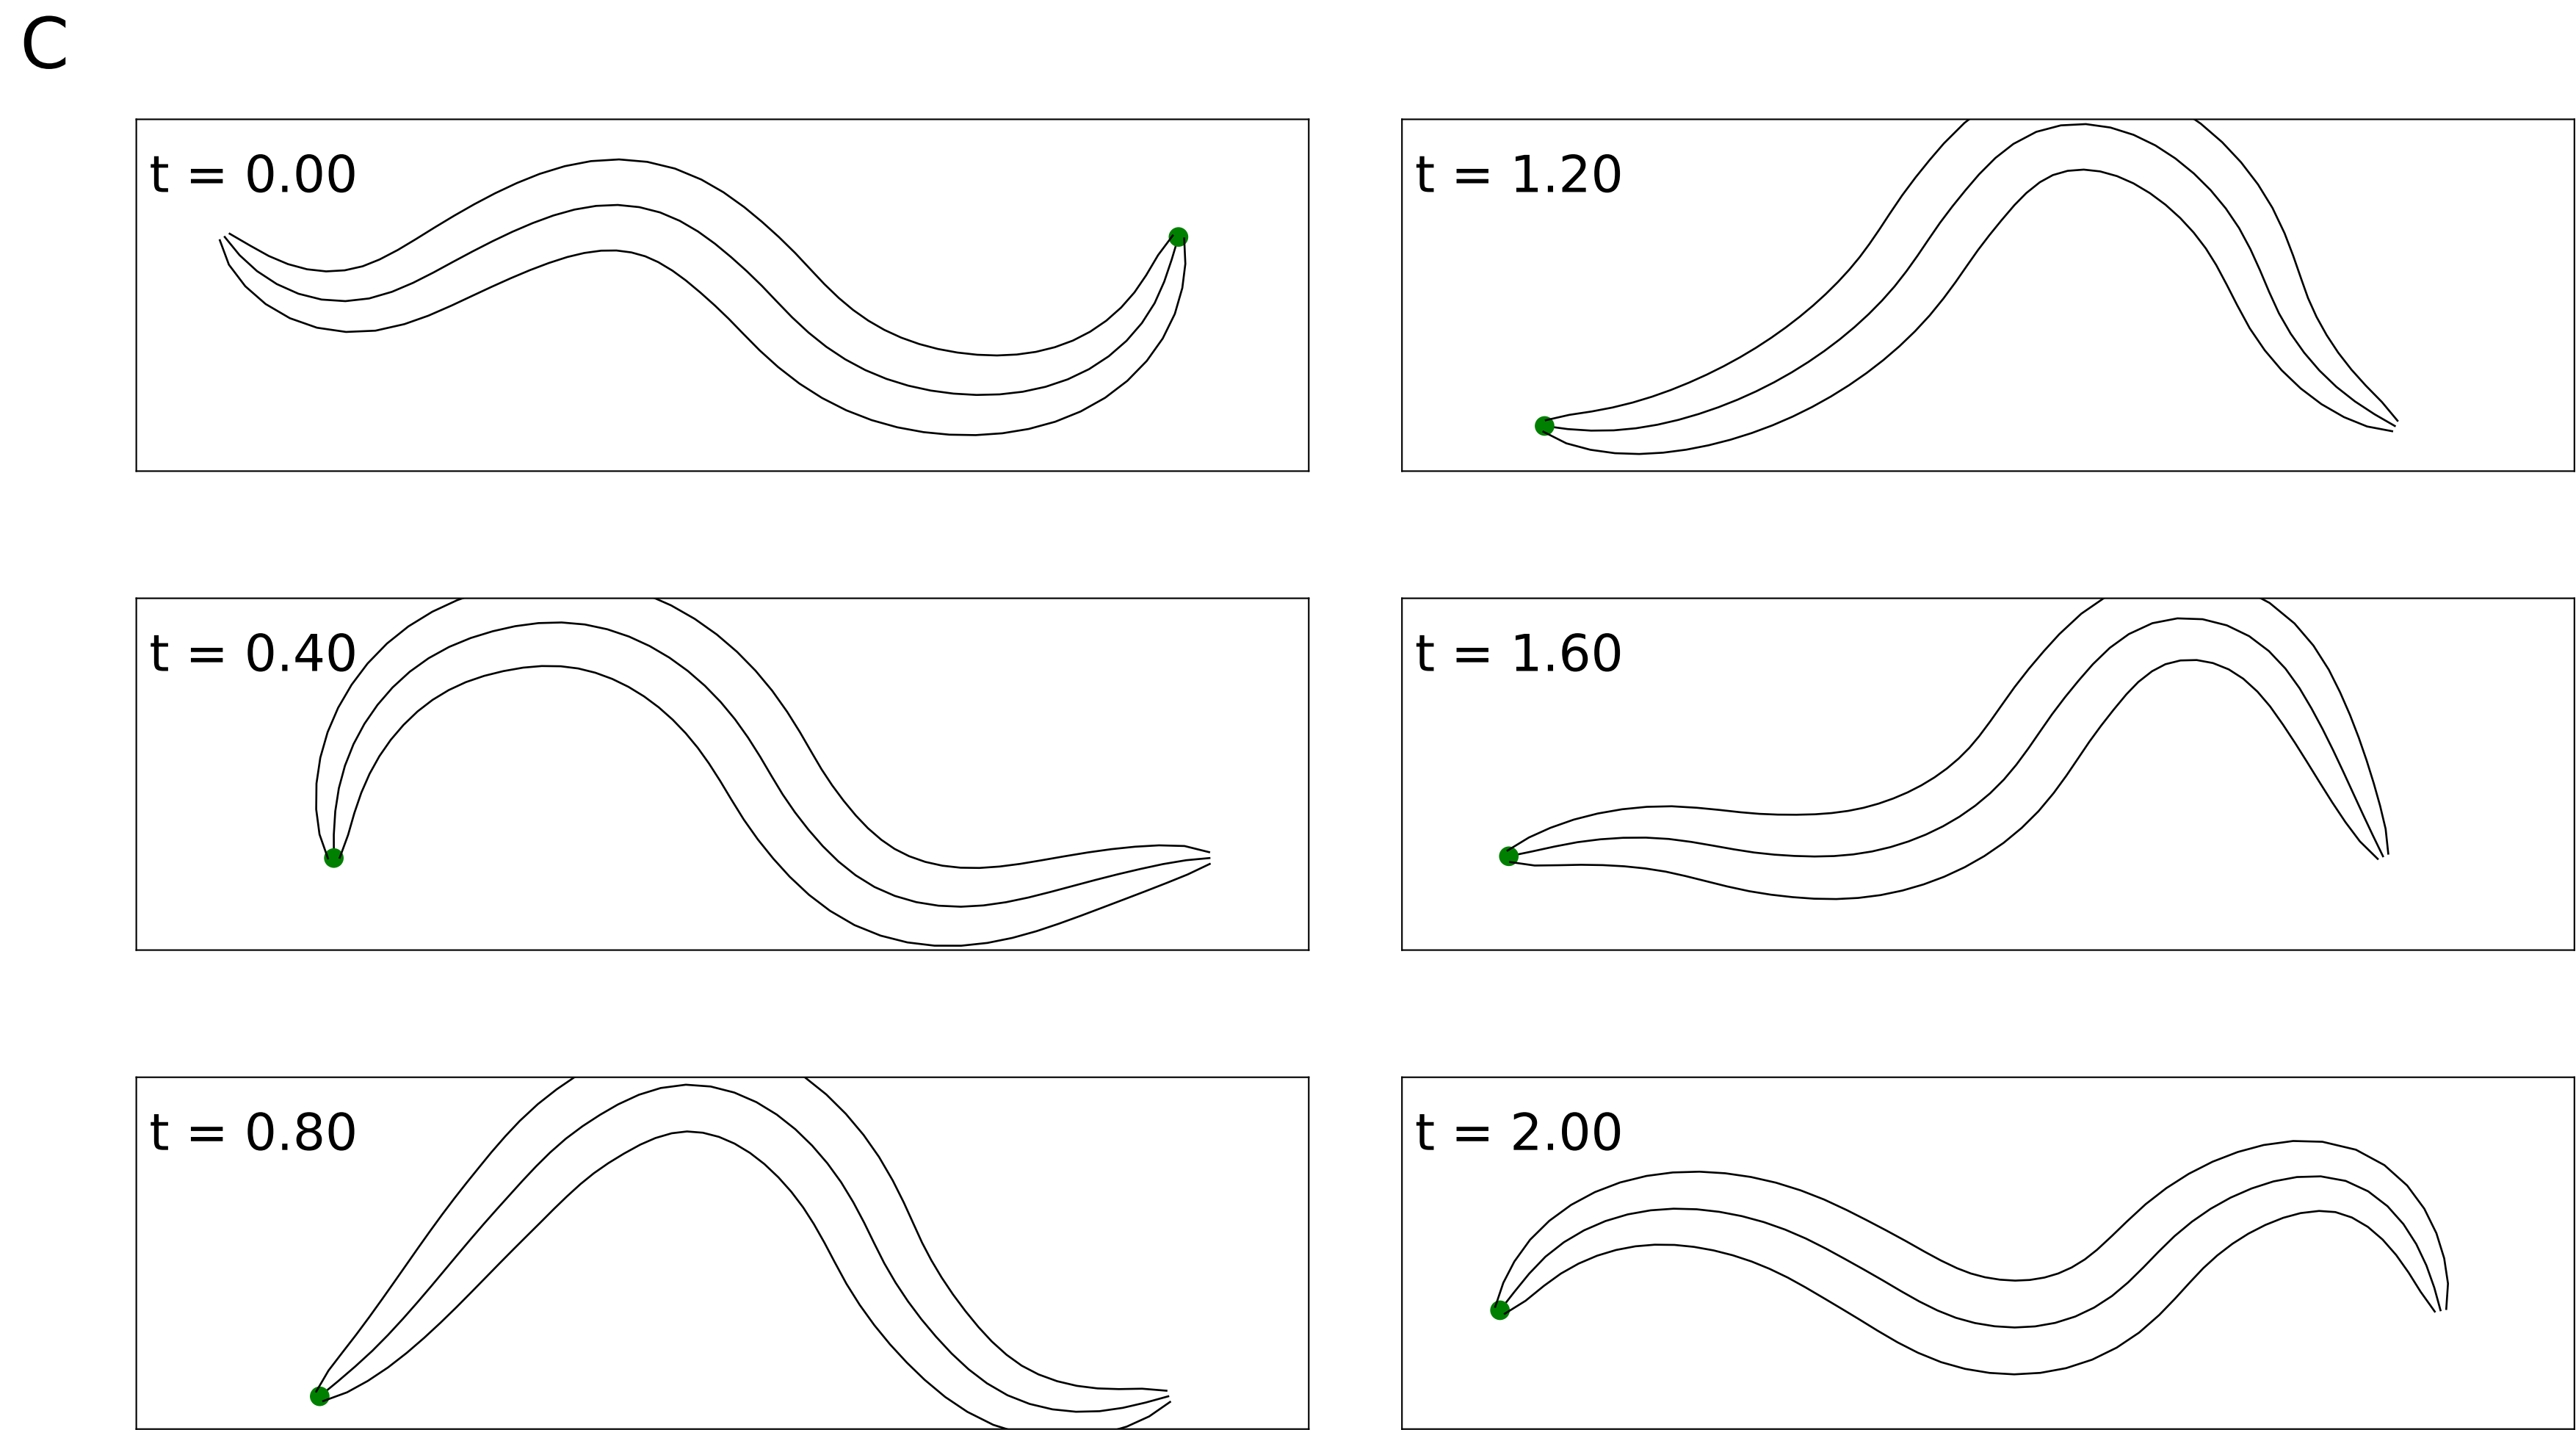 C
t = 0.00
t = 1.20
t = 0.40
t = 1.60
t = 0.80
t = 2.00